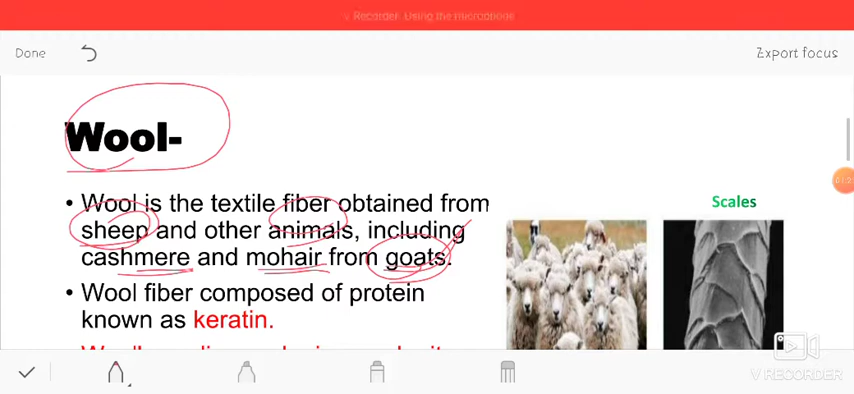 V Recorder- Using the microphone
Done
Export focus
Wool-
• Wool is the textile fiber obtained from
sheep and other animals, including
cashmere and mohair from goats.
• Wool fiber composed of protein
known as keratin.
Scales
V RECORDER